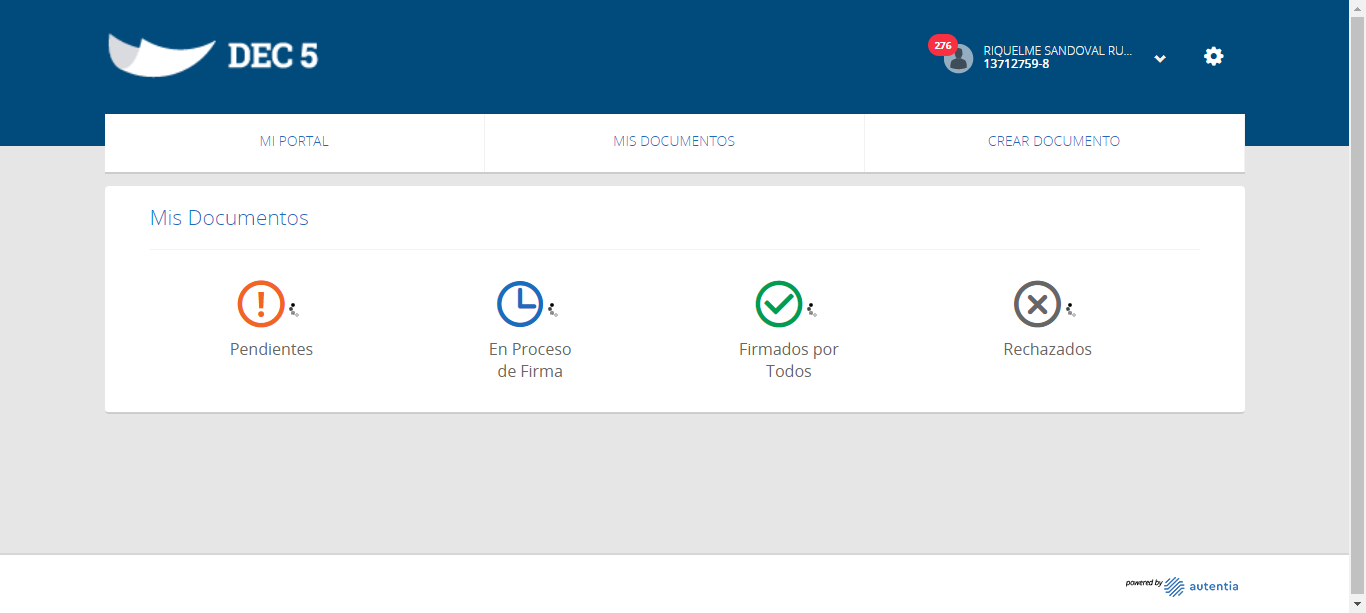 DEC 5
276
RIQUELME SANDOVAL RU...
13712759-8
MI PORTAL
MIS DOCUMENTOS
CREAR DOCUMENTO
Mis Documentos
Pendientes
En Proceso
de Firma
Firmados por
Todos
Rechazados
powered by autentia